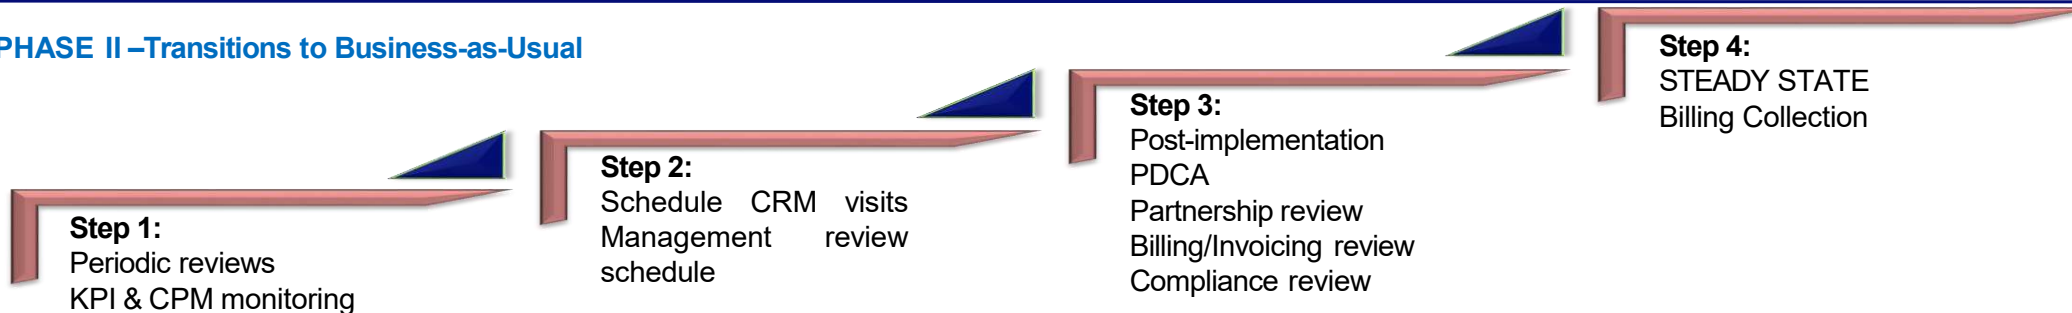 PHASE II –Transitions to Business-as-Usual
Step 1:
Periodic reviews
KPI & CPM monitoring
Step 2:
Schedule CRM visits
Management review
schedule
Step 3:
Post-implementation
PDCA
Partnership review
Billing/Invoicing review
Compliance review
Step 4:
STEADY STATE
Billing Collection